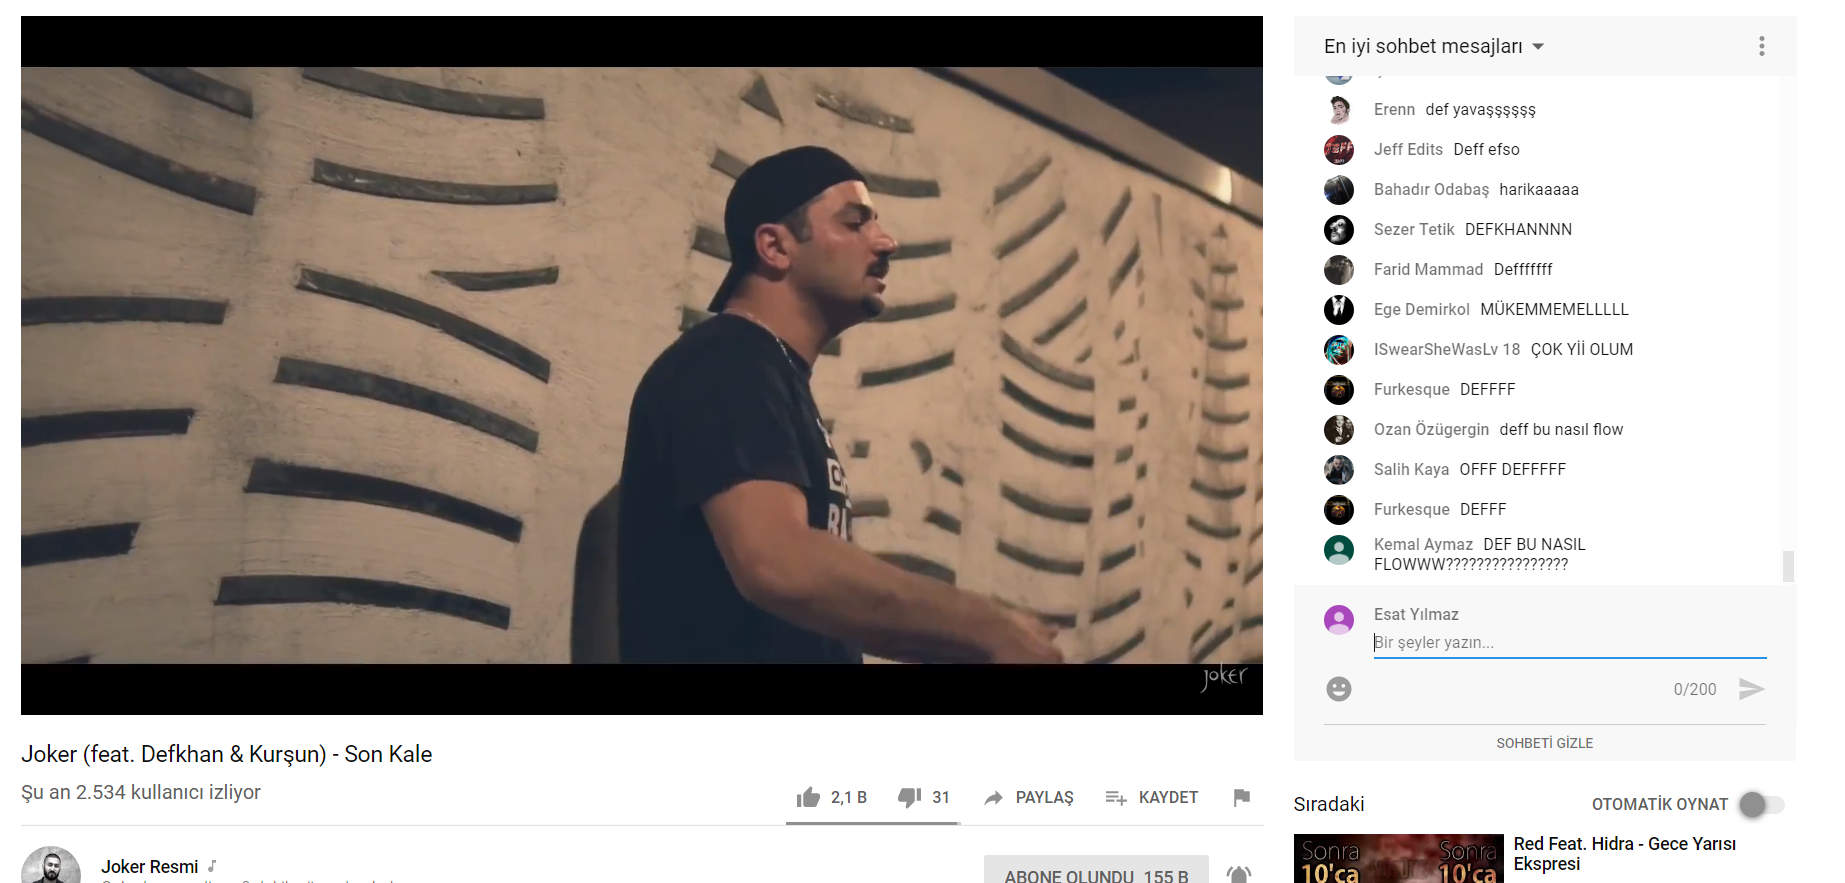 joker
Joker (feat. Defkhan & Kurşun) - Son Kale
Şu an 2.534 kullanıcı izliyor
2,1 B
31
PAYLAŞ
KAYDET
Joker Resmi
ABONE OLUNDU 155 B
En iyi sohbet mesajları
Erenn def yavaşşşşşş
Jeff Edits Deff efso
Bahadır Odabaş harikaaaaa
Sezer Tetik DEFKHANNNN
Farid Mammad Defffffff
Ege Demirkol MÜKEMMEMELLLLL
ISwearSheWasLv 18 ÇOK Yİİ OLUM
Furkesque DEFFFF
Ozan Özügergin deff bu nasıl flow
Salih Kaya OFFF DEFFFFF
Furkesque DEFFF
Kemal Aymaz DEF BU NASIL
FLOWWW????????????????
Esat Yılmaz
Bir şeyler yazın...
0/200
SOHBETİ GİZLE
Sıradaki
OTOMATİK OYNAT
Sonra
10'ca
Sonra
10'ca
Red Feat. Hidra - Gece Yarısı
Ekspresi